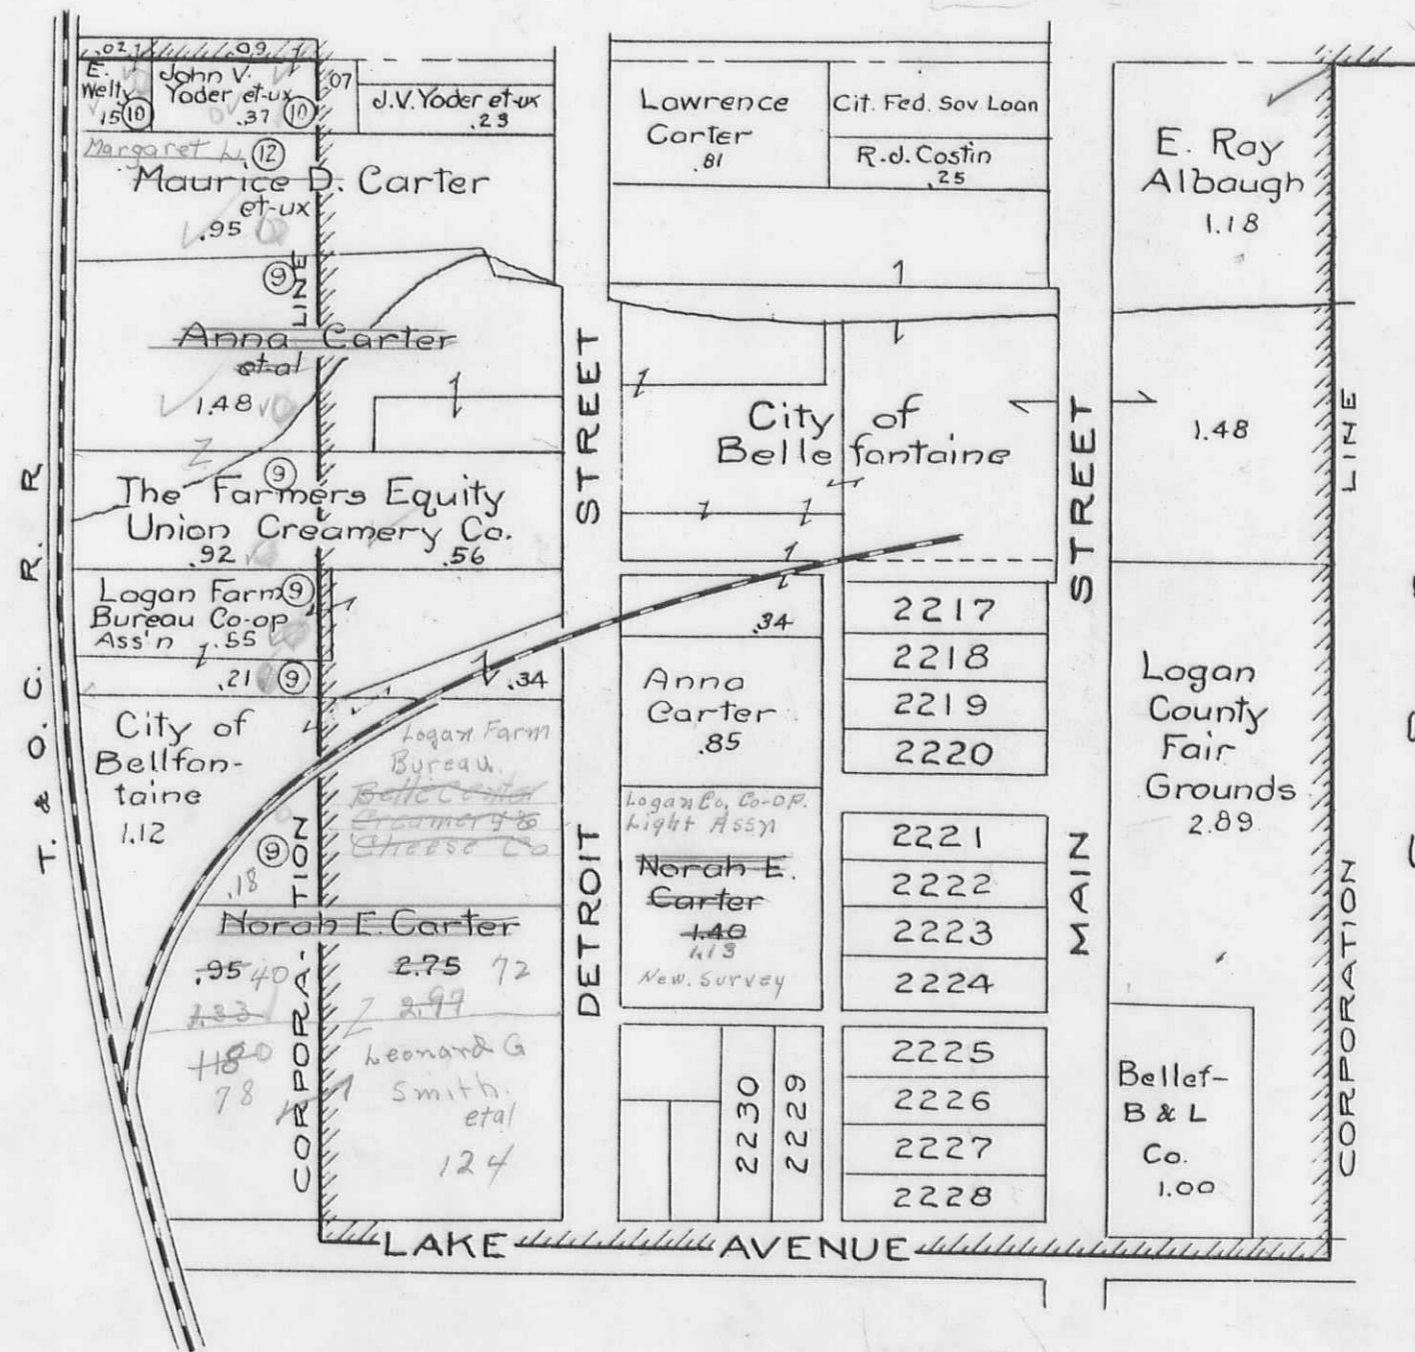 .02
.09
E.
Welty
.15
10
John V.
Yoder et-ux
.37
10
07
J.V. Yoder et-ux
.23
Margaret L.
12
Maurice D. Carter
et-ux
.95
9
LINE
Anna Carter
et-al
1.48
9
The Farmers Equity
Union Creamery Co.
.92
.56
Logan Farm
9
Bureau Co-op
Ass'n
.55
.21
9
City of
Bellfon-
taine
1.12
.34
Logan Farm
Bureau
Belle Center
Creamery &
Cheese Co
9
.18
Norah E. Carter
.95
40
2.75
72
2.33
2.97
78
Leonard G
Smith.
etal
124
CORPORA-
TION
T. & O. C. R. R
DETROIT
STREET
Lawrence
Carter
.81
Cit. Fed. Sav Loan
R.J. Costin
.25
City of
Bellefontaine
.34
Anna
Carter
.85
Logan Co. Co-op.
Light Assn
Norah E.
Carter
1.40
1.13
New. Survey
2230
2229
2217
2218
2219
2220
2221
2222
2223
2224
2225
2226
2227
2228
MAIN
STREET
E. Ray
Albaugh
1.18
1.48
Logan
County
Fair
Grounds
2.89
Bellef-
B & L
Co.
1.00
CORPORATION
LINE
LAKE AVENUE